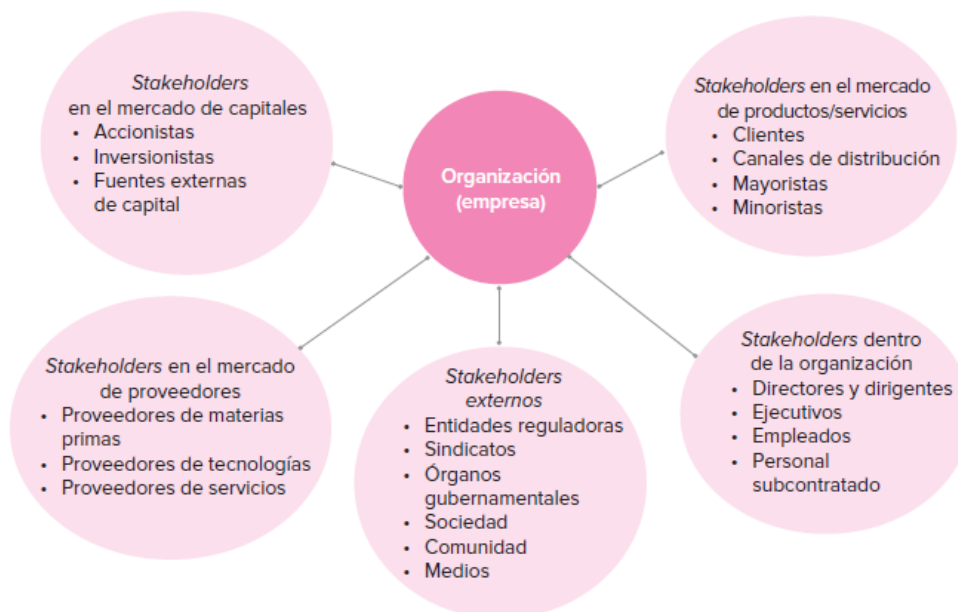 Stakeholders
en el mercado de capitales
• Accionistas
• Inversionistas
• Fuentes externas
de capital
Organización
(empresa)
Stakeholders en el mercado
de productos/servicios
• Clientes
• Canales de distribución
• Mayoristas
• Minoristas
Stakeholders en el mercado
de proveedores
• Proveedores de materias
primas
• Proveedores de tecnologías
• Proveedores de servicios
Stakeholders
externos
• Entidades reguladoras
• Sindicatos
• Órganos
gubernamentales
• Sociedad
• Comunidad
• Medios
Stakeholders dentro
de la organización
• Directores y dirigentes
• Ejecutivos
• Empleados
• Personal
subcontratado